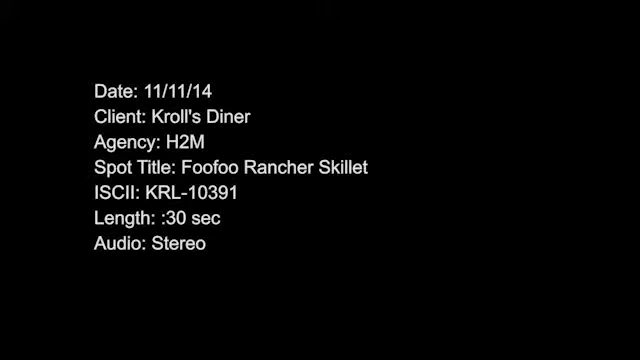 Date: 11/11/14
Client: Kroll's Diner
Agency: H2M
Spot Title: Foofoo Rancher Skillet
ISCII: KRL-10391
Length: :30 sec
Audio: Stereo